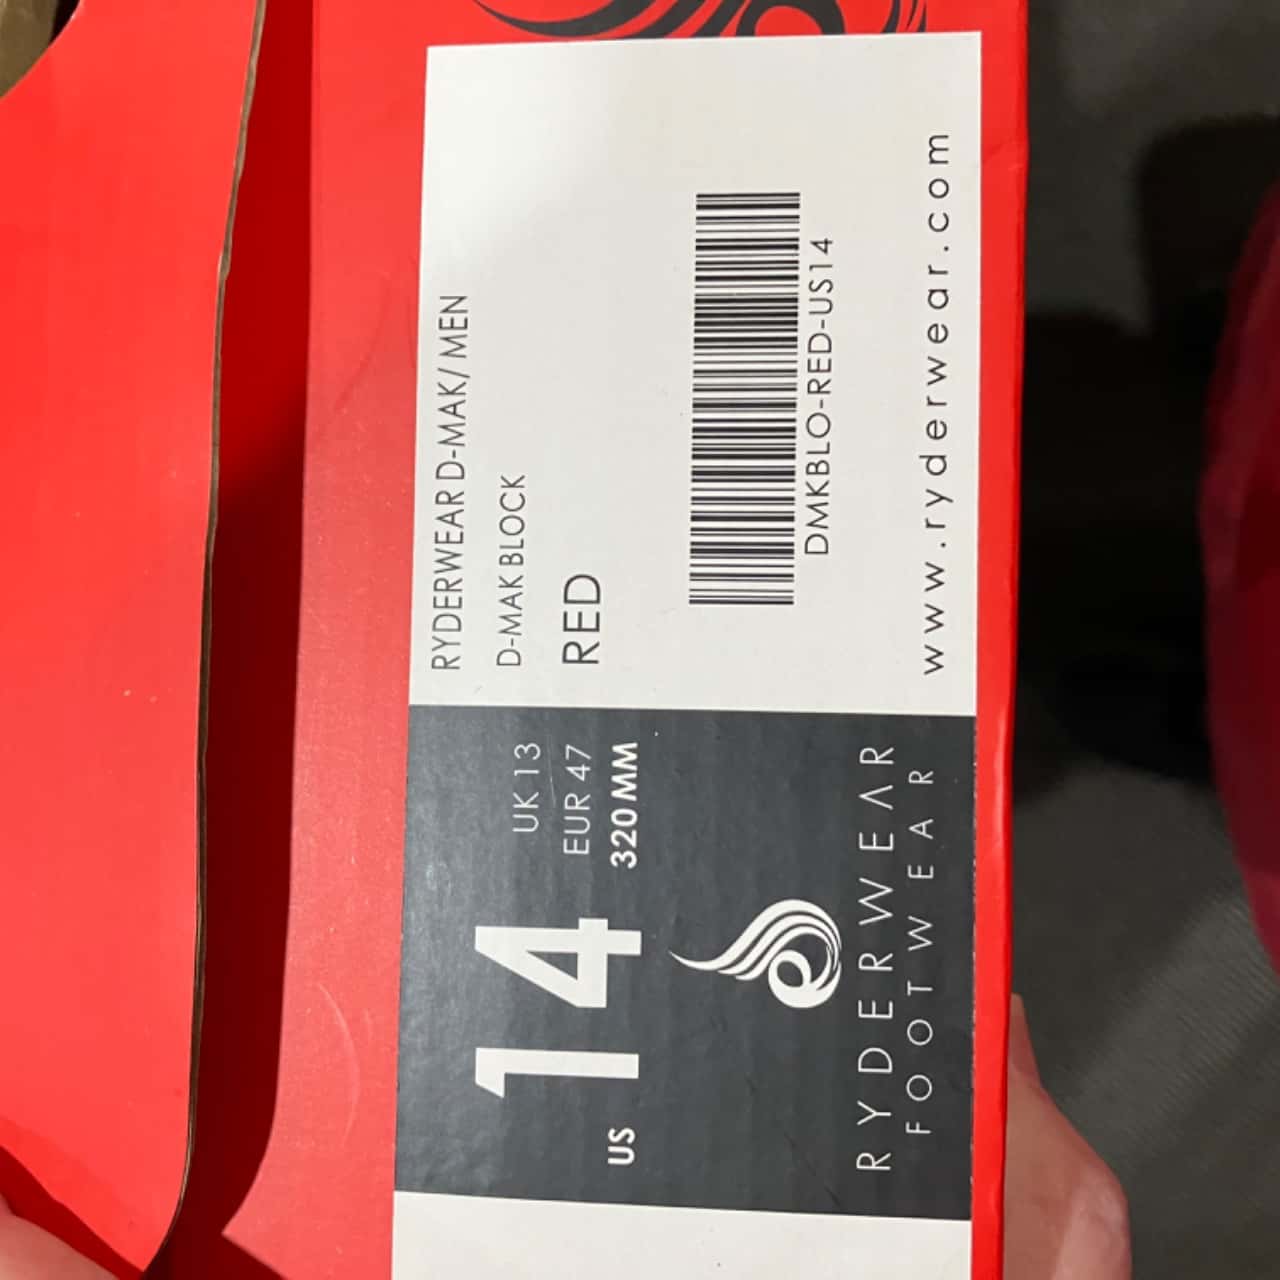 US 14
UK 13
EUR 47
320 MM
RYDERWEAR
FOOTWEAR
RYDERWEAR D-MAK/ MEN
D-MAK BLOCK
RED
DMKBLO-RED-US14
www.ryderwear.com